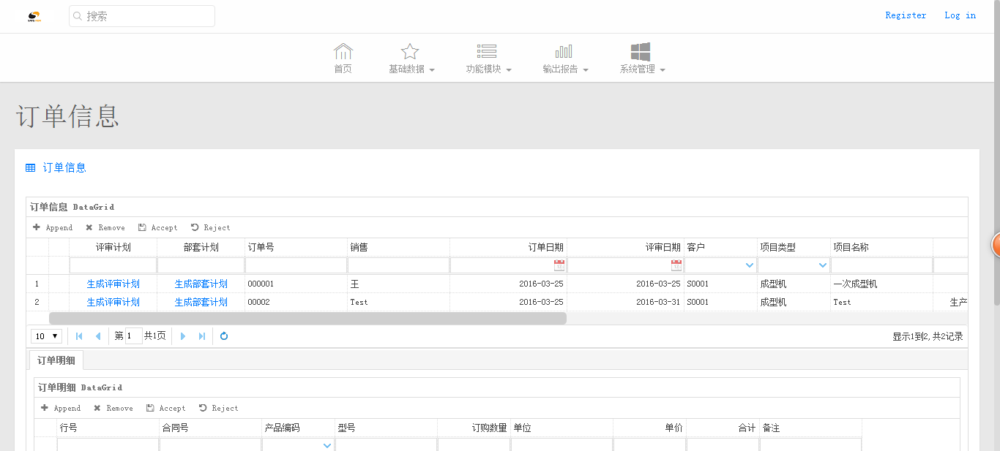 搜索
Register Log in
首页 基础数据 功能模块 输出报告 系统管理
订单信息
订单信息
订单信息 DataGrid
Append Remove Accept Reject
评审计划 部套计划 订单号 销售 订单日期 评审日期 客户 项目类型 项目名称
1 生成评审计划 生成部套计划 000001 王 2016-03-25 2016-03-25 S0001 成型机 一次成型机
2 生成评审计划 生成部套计划 00002 Test 2016-03-25 2016-03-31 S0001 成型机 Test 生产
10 第 1 共1页 显示1到2,共2记录
订单明细
订单明细 DataGrid
Append Remove Accept Reject
行号 合同号 产品编码 型号 订购数量 单位 单价 合计 备注